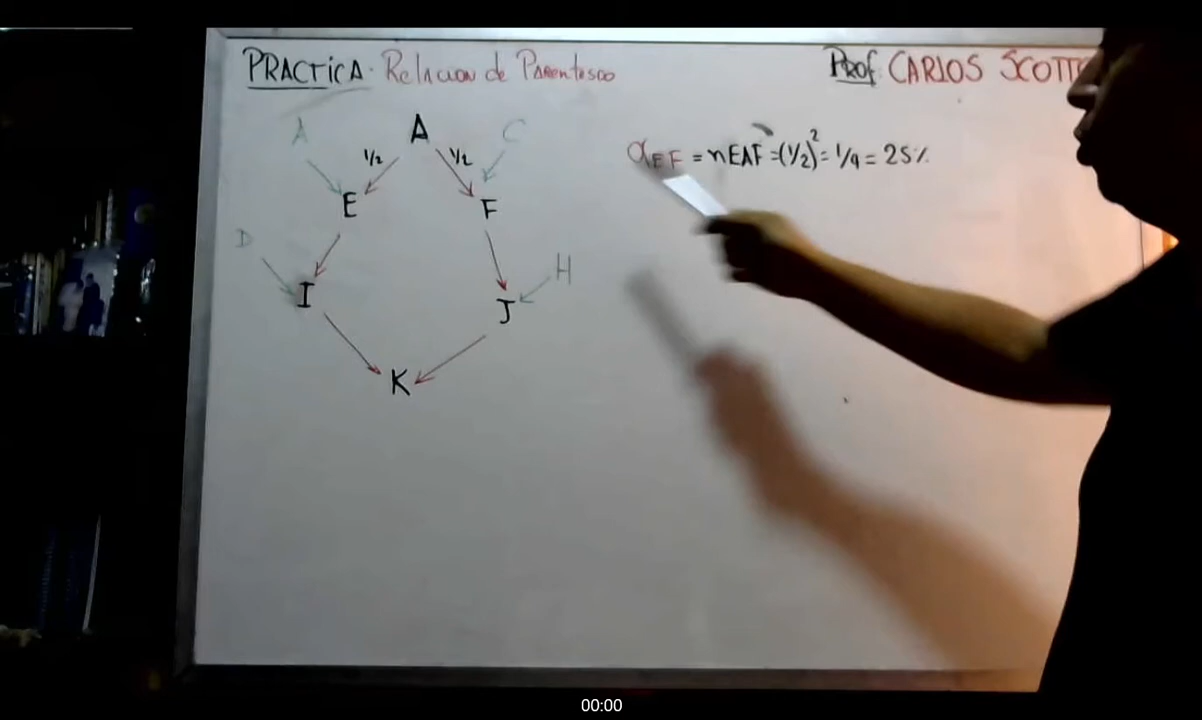 PRACTICA. Relacion de Parentesco
Prof. CARLOS SCOTTO
A A C
1/2 1/2
αEF = nEAF = (1/2)² = 1/4 = 25%
E F
D H
I J
K
00:00